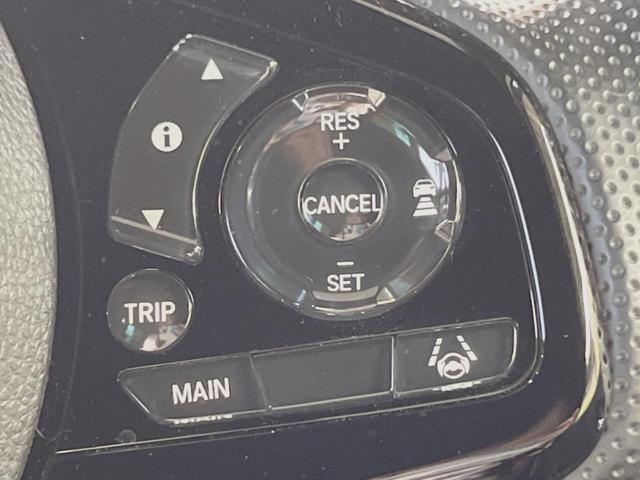 RES
+
i
CANCEL
-
SET
TRIP
MAIN